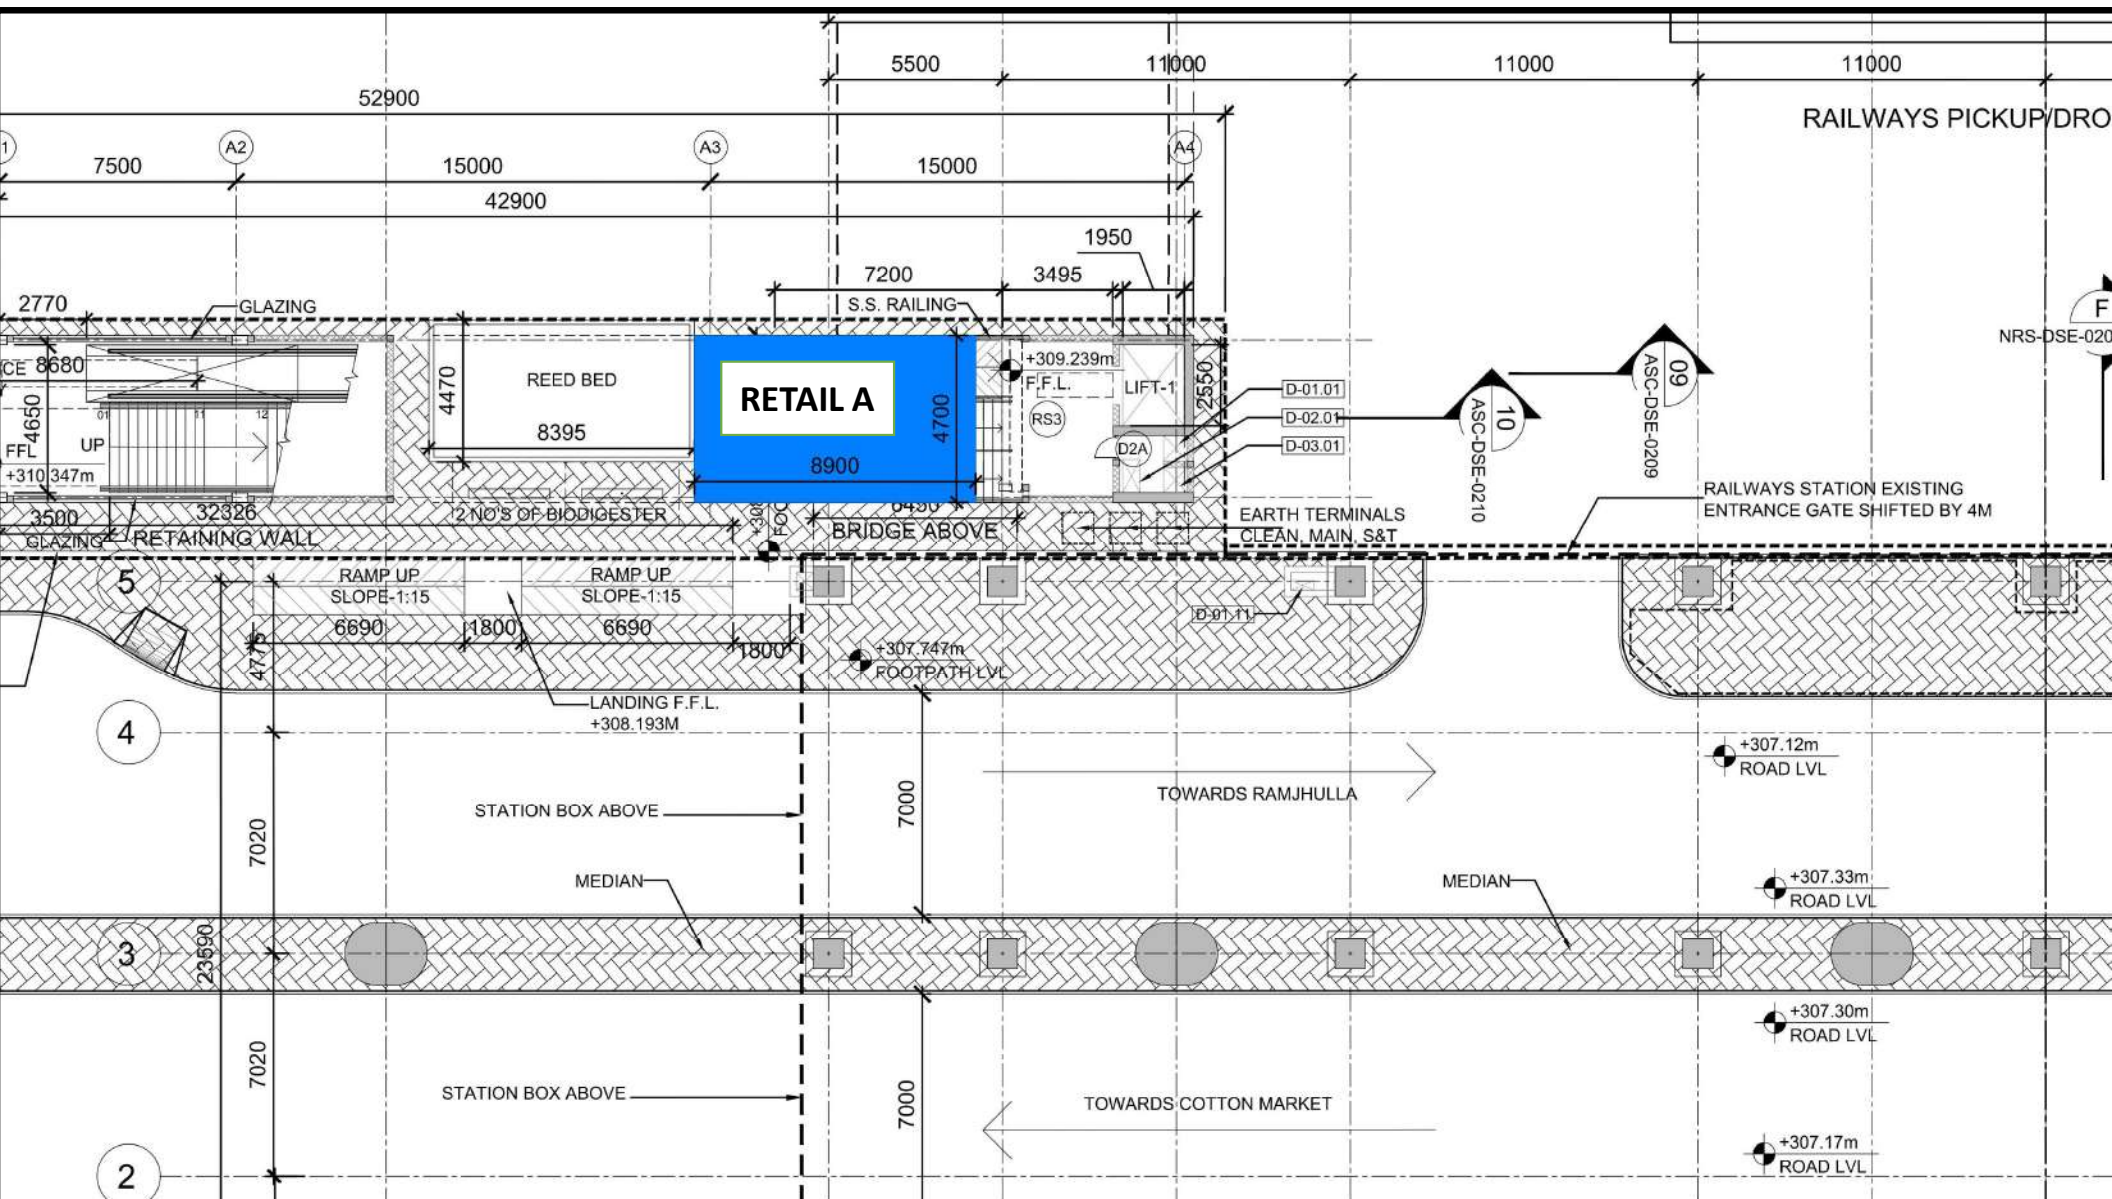 5500
11000
11000
11000
52900
RAILWAYS PICKUP/DRO
1
A2
A3
A4
7500
15000
15000
42900
1950
7200
3495
2770
GLAZING
S.S. RAILING
F
NRS-DSE-020
CE
8680
4650
01
11
12
UP
FFL
+310.347m
4470
REED BED
8395
RETAIL A
4700
8900
+309.239m
F.F.L.
RS3
LIFT-1
2550
D2A
D-01.01
D-02.01
D-03.01
10
ASC-DSE-0210
09
ASC-DSE-0209
RAILWAYS STATION EXISTING
ENTRANCE GATE SHIFTED BY 4M
3500
32326
2 NO'S OF BIODIGESTER
6450
GLAZING
RETAINING WALL
BRIDGE ABOVE
EARTH TERMINALS
CLEAN, MAIN, S&T
5
RAMP UP
SLOPE-1:15
RAMP UP
SLOPE-1:15
D-01.11
6690
1800
6690
1800
4775
+307.747m
FOOTPATH LVL
LANDING F.F.L.
+308.193M
4
+307.12m
ROAD LVL
TOWARDS RAMJHULLA
STATION BOX ABOVE
7000
7020
MEDIAN
MEDIAN
+307.33m
ROAD LVL
3
23590
+307.30m
ROAD LVL
7020
STATION BOX ABOVE
7000
TOWARDS COTTON MARKET
+307.17m
ROAD LVL
2